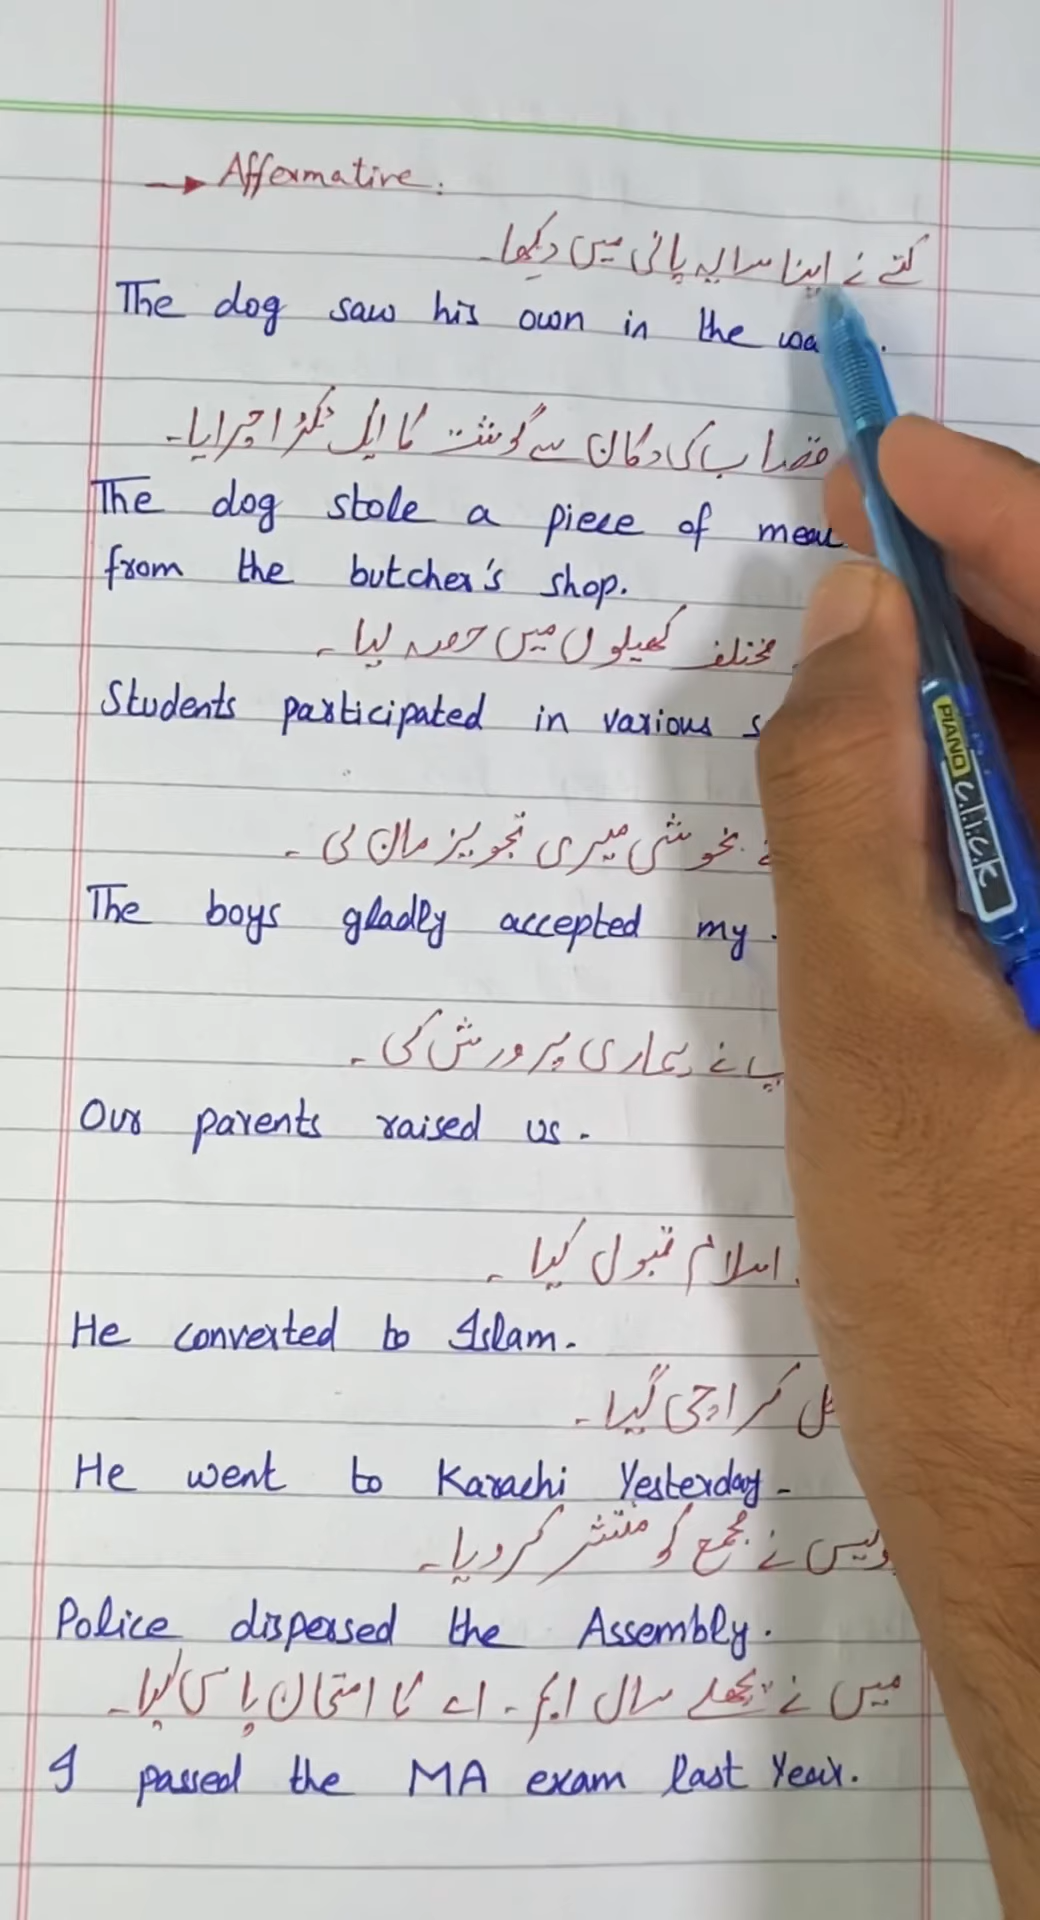 → Affermative.
کتے نے اپنا سایہ پانی میں دیکھا۔
The dog saw his own in the
قصاب کی دکان سے گوشت کا ایک ٹکڑا چرایا۔
The dog stole a piece of
from the butcher's shop.
مختلف کھیلوں میں حصہ لیا۔
Students participated in various
بخوشی میری تجویز مان لی۔
The boys gladly accepted my
نے ہماری پرورش کی۔
Our parents raised us.
اسلام قبول کیا۔
He converted to Islam.
کراچی گیا۔
He went to Karachi Yesterday.
نے مجمع کو منتشر کر دیا۔
Police dispersed the Assembly.
میں نے پچھلے سال ایم۔ اے کا امتحان پاس کیا۔
I passed the MA exam last Year.
PIANO
click